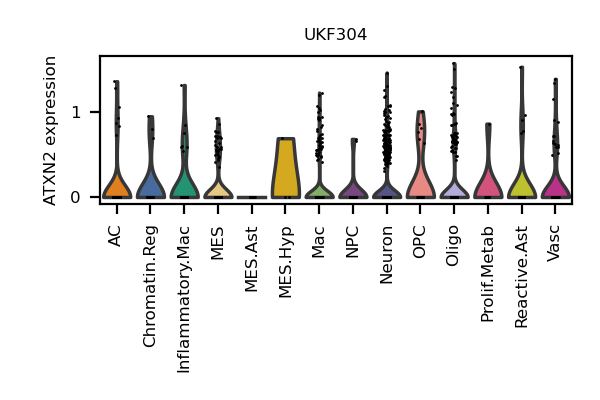 UKF304
ATXN2 expression
1
0
AC
Chromatin.Reg
Inflammatory.Mac
MES
MES.Ast
MES.Hyp
Mac
NPC
Neuron
OPC
Oligo
Prolif.Metab
Reactive.Ast
Vasc